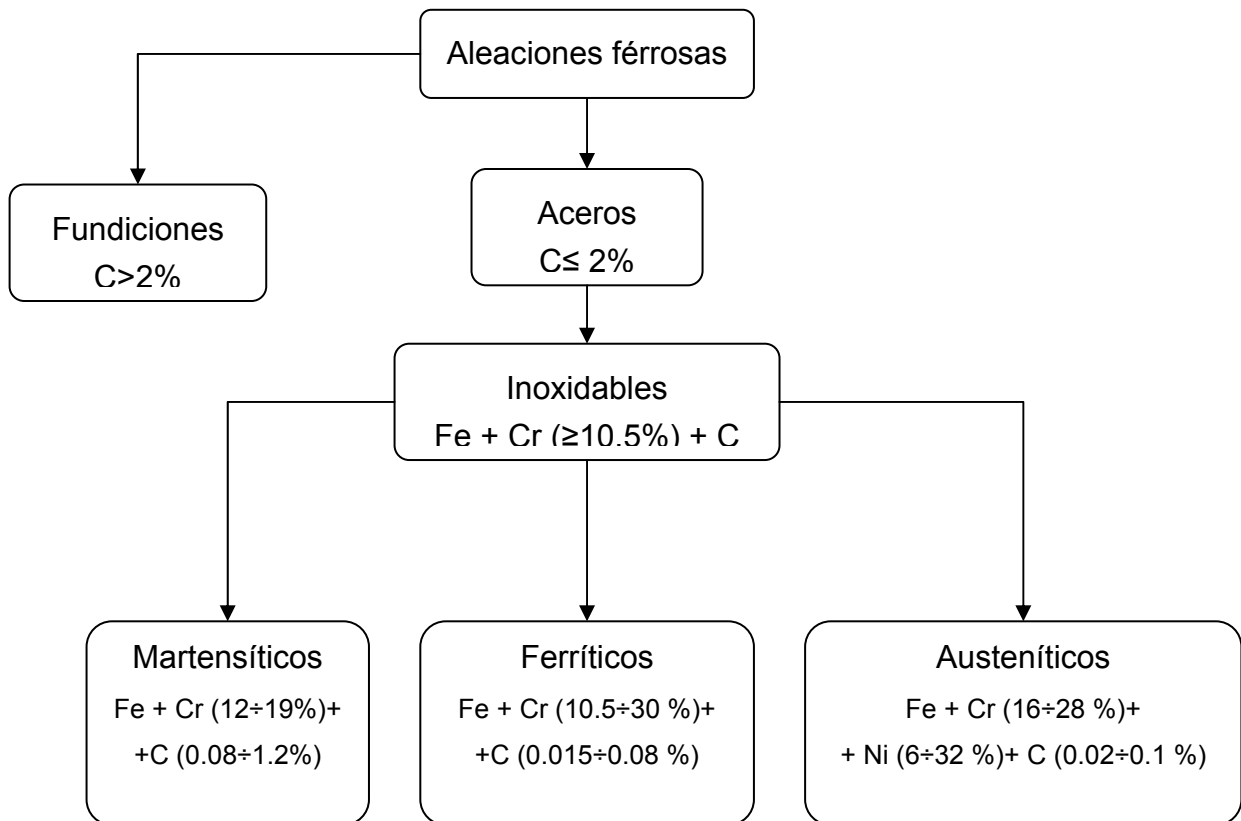 Aleaciones férrosas
Fundiciones
C>2%
Aceros
C≤ 2%
Inoxidables
Fe + Cr (≥10.5%) + C
Martensíticos
Fe + Cr (12÷19%)+
+C (0.08÷1.2%)
Ferríticos
Fe + Cr (10.5÷30 %)+
+C (0.015÷0.08 %)
Austeníticos
Fe + Cr (16÷28 %)+
+ Ni (6÷32 %)+ C (0.02÷0.1 %)